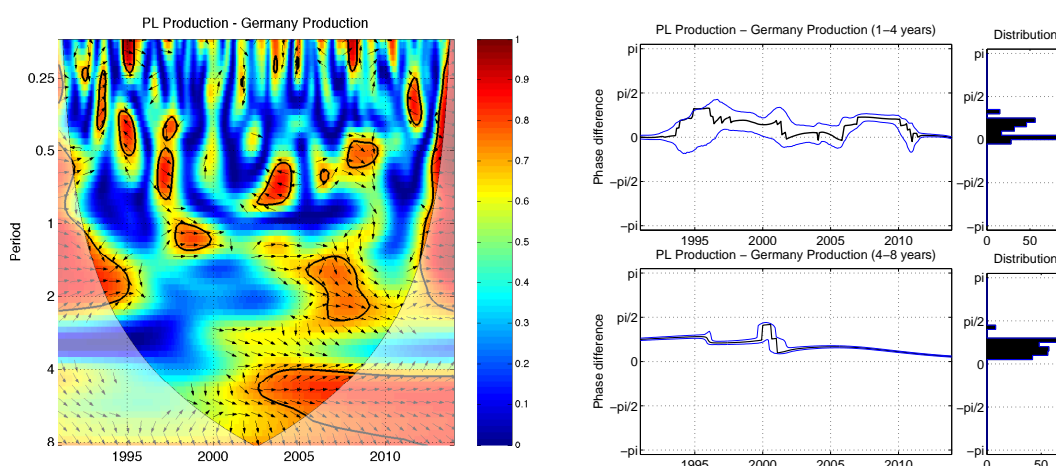 PL Production - Germany Production
Period
0.25
0.5
1
2
4
8
1995
2000
2005
2010
1
0.9
0.8
0.7
0.6
0.5
0.4
0.3
0.2
0.1
0
PL Production − Germany Production (1−4 years)
Phase difference
pi
pi/2
0
−pi/2
−pi
1995
2000
2005
2010
Distribution
pi
pi/2
0
−pi/2
−pi
0
50
PL Production − Germany Production (4−8 years)
Phase difference
pi
pi/2
0
−pi/2
−pi
1995
2000
2005
2010
Distribution
pi
pi/2
0
−pi/2
−pi
0
50